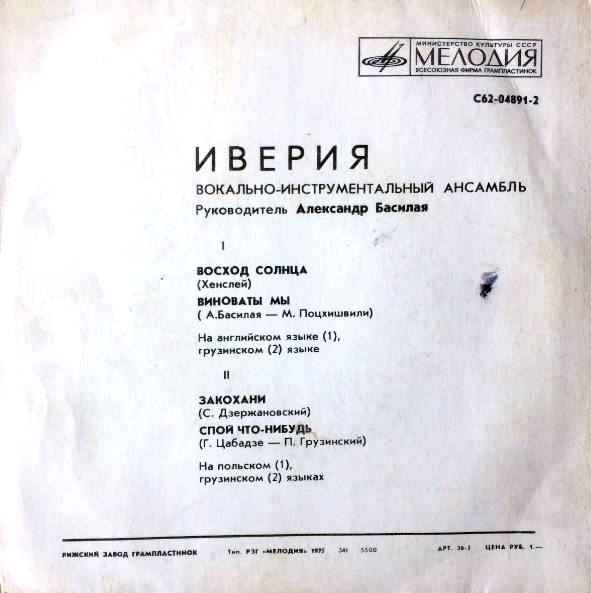 МИНИСТЕРСТВО КУЛЬТУРЫ СССР
МЕЛОДИЯ
ВСЕСОЮЗНАЯ ФИРМА ГРАМПЛАСТИНОК
С62-04891-2
ИВЕРИЯ
ВОКАЛЬНО-ИНСТРУМЕНТАЛЬНЫЙ АНСАМБЛЬ
Руководитель Александр Басилая
I
ВОСХОД СОЛНЦА
(Хенслей)
ВИНОВАТЫ МЫ
( А.Басилая — М. Поцхишвили)
На английском языке (1),
грузинском (2) языке
II
ЗАКОХАНИ
(С. Дзержановский)
СПОЙ ЧТО-НИБУДЬ
(Г. Цабадзе — П. Грузинский)
На польском (1),
грузинском (2) языках
РИЖСКИЙ ЗАВОД ГРАМПЛАСТИНОК Тип. РЗГ «МЕЛОДИЯ» 1975 341 5500 АРТ. 36-3 ЦЕНА РУБ. 1.—